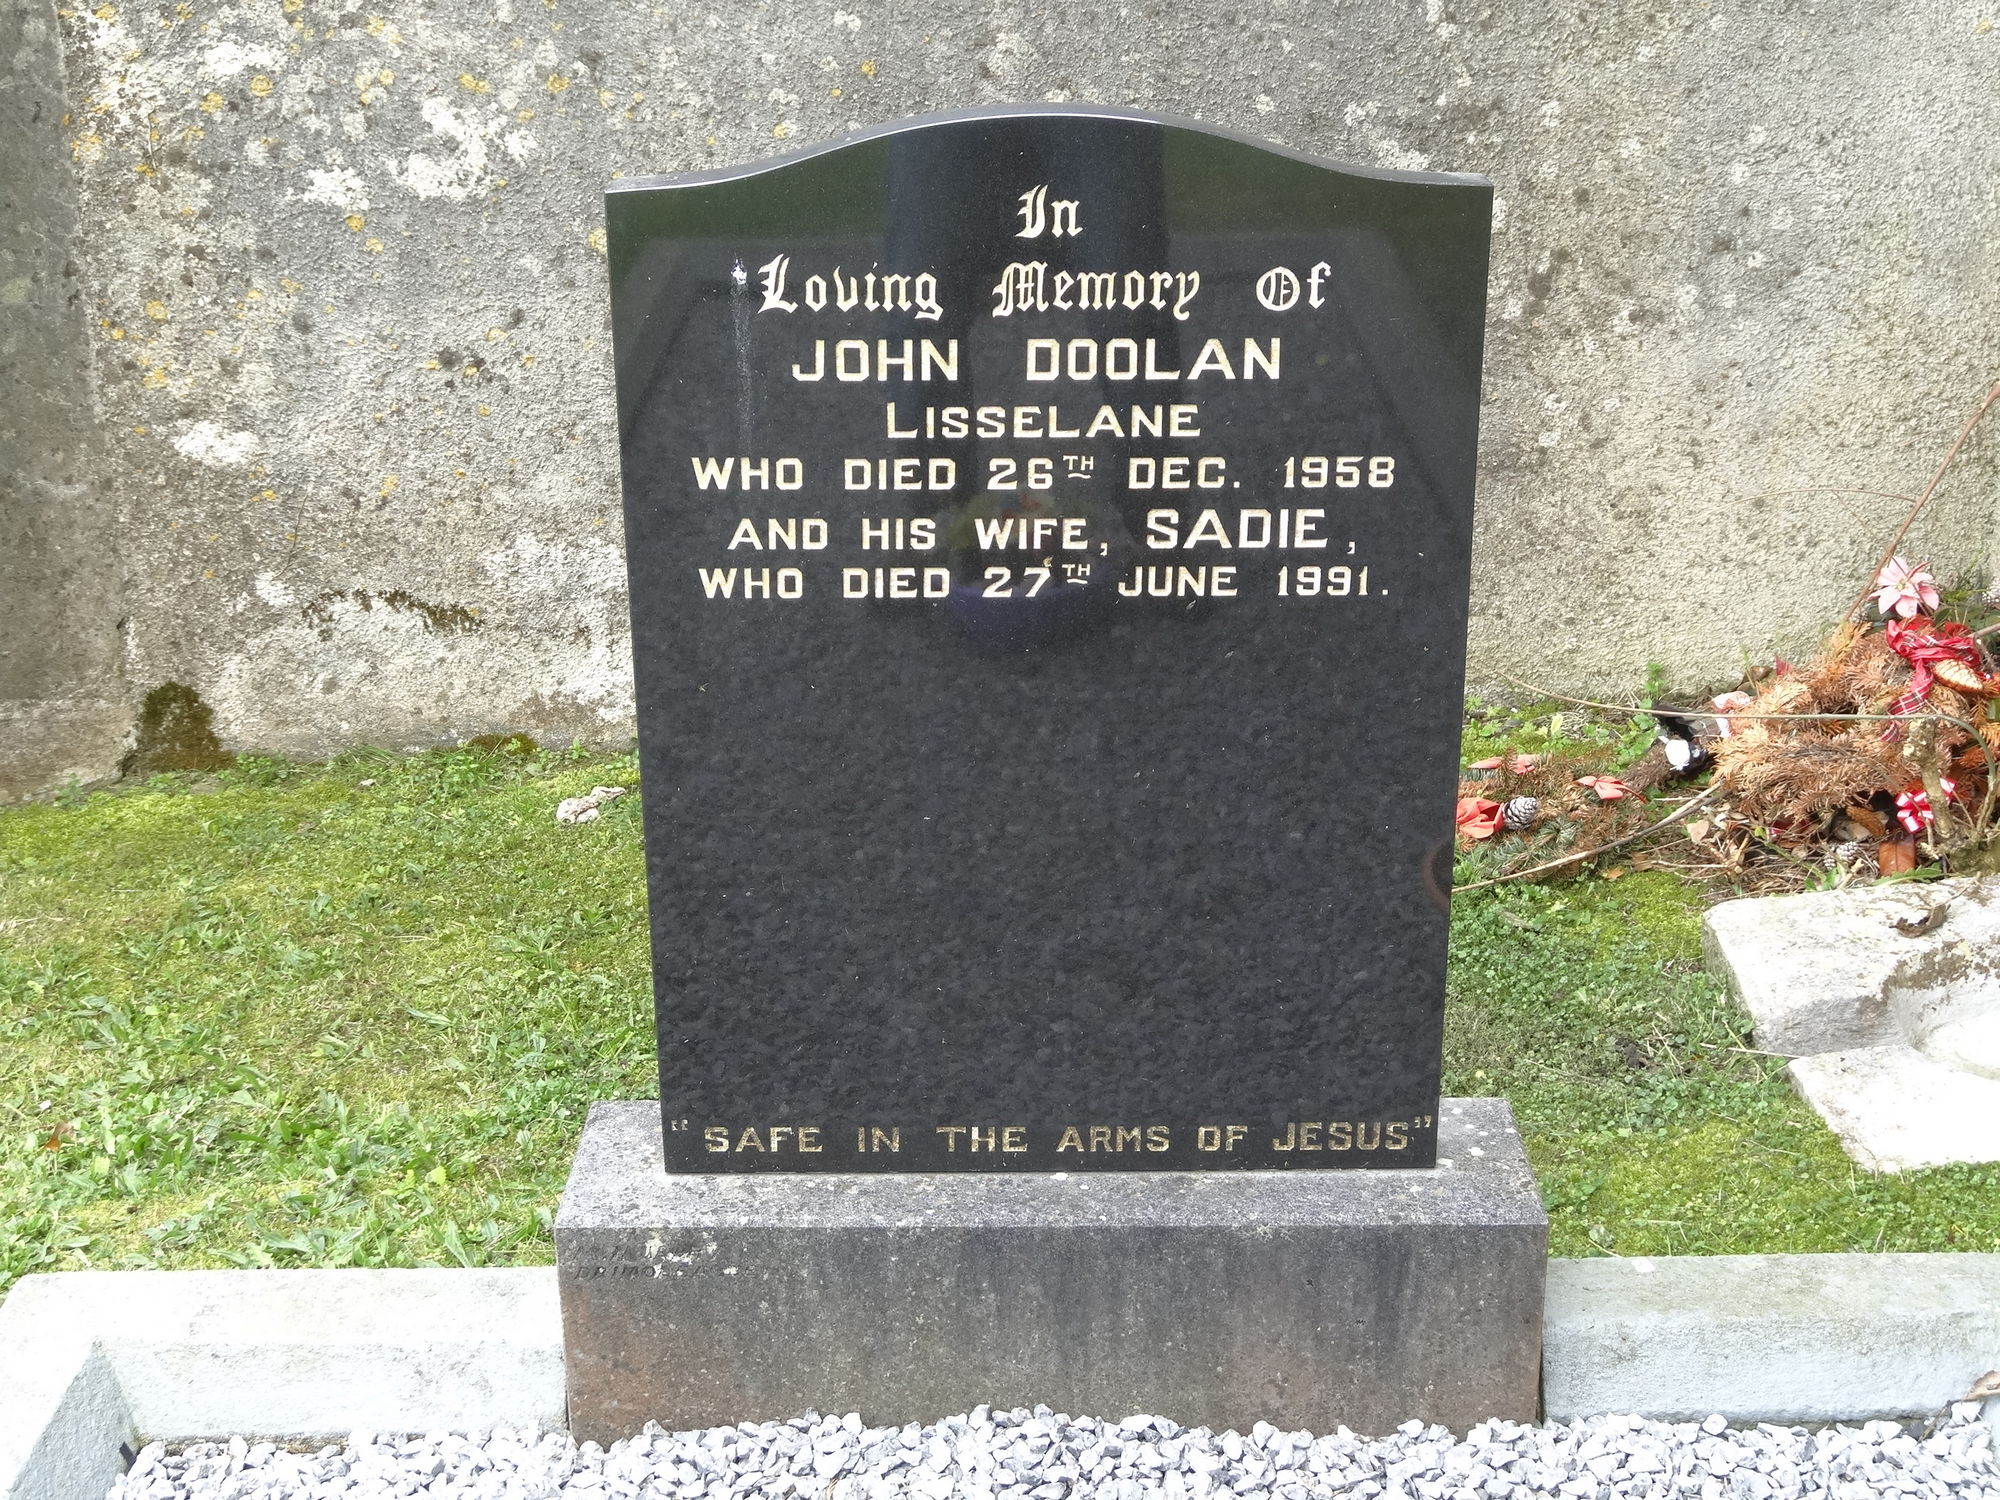 In
Loving Memory Of
JOHN DOOLAN
LISSELANE
WHO DIED 26TH DEC. 1958
AND HIS WIFE, SADIE,
WHO DIED 27TH JUNE 1991.
"SAFE IN THE ARMS OF JESUS"